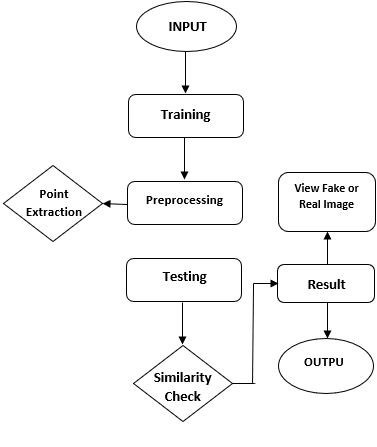 INPUT
Training
Point
Extraction
Preprocessing
View Fake or
Real Image
Testing
Result
Similarity
Check
OUTPU